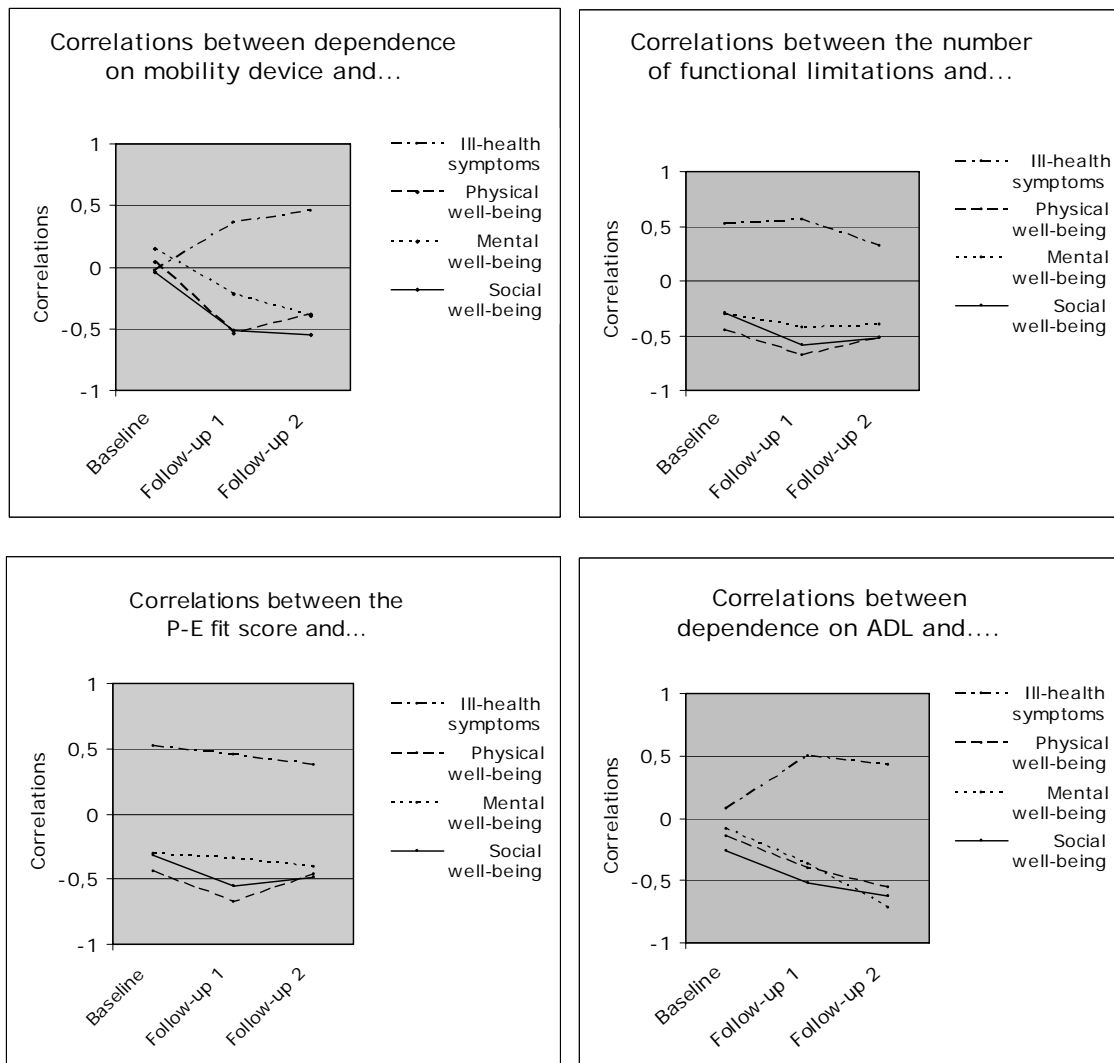 Correlations between dependence
on mobility device and...
Correlations
1
0,5
0
-0,5
-1
Baseline
Follow-up 1
Follow-up 2
Ill-health
symptoms
Physical
well-being
Mental
well-being
Social
well-being
Correlations between the number
of functional limitations and...
Correlations
1
0,5
0
-0,5
-1
Baseline
Follow-up 1
Follow-up 2
Ill-health
symptoms
Physical
well-being
Mental
well-being
Social
well-being
Correlations between the
P-E fit score and...
Correlations
1
0,5
0
-0,5
-1
Baseline
Follow-up 1
Follow-up 2
Ill-health
symptoms
Physical
well-being
Mental
well-being
Social
well-being
Correlations between
dependence on ADL and....
Correlations
1
0,5
0
-0,5
-1
Baseline
Follow-up 1
Follow-up 2
Ill-health
symptoms
Physical
well-being
Mental
well-being
Social
well-being